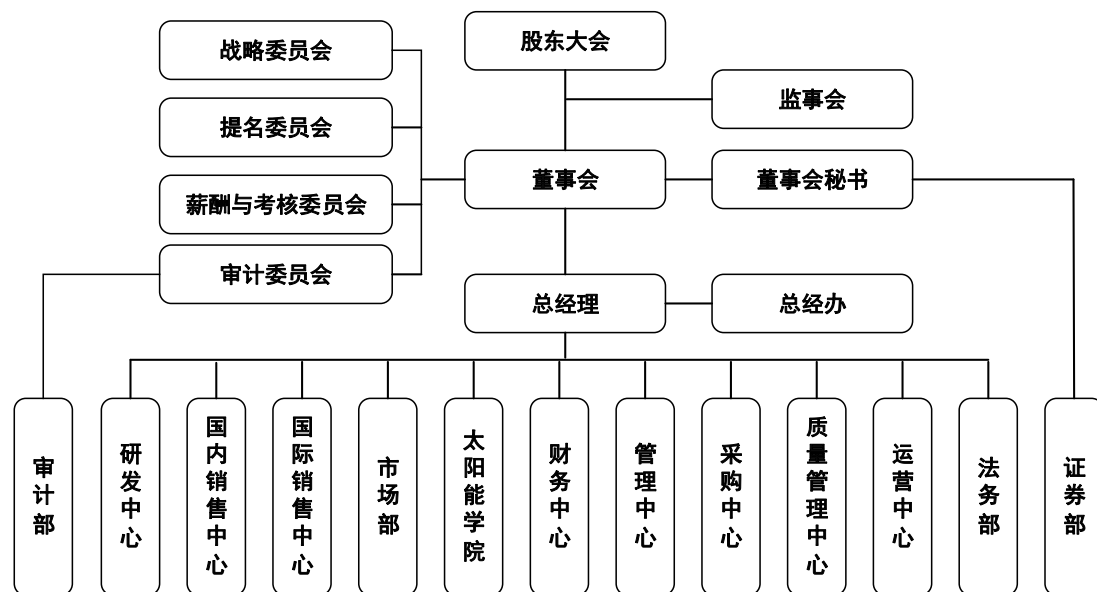 股东大会
战略委员会
监事会
提名委员会
董事会
董事会秘书
薪酬与考核委员会
审计委员会
总经理
总经办
审计部
研发中心
国内销售中心
国际销售中心
市场部
太阳能学院
财务中心
管理中心
采购中心
质量管理中心
运营中心
法务部
证券部